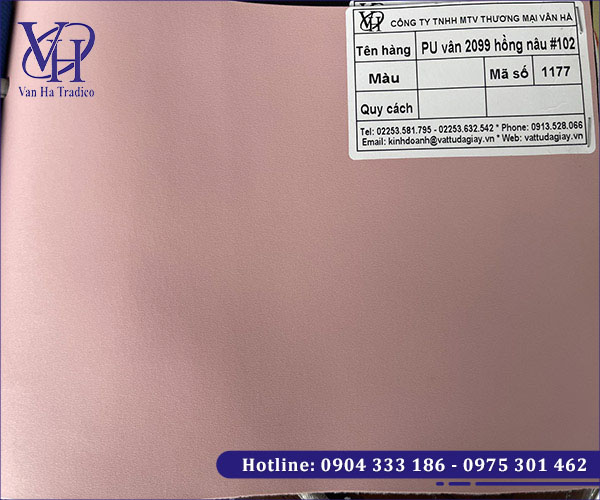 VH
Van Ha Tradico
VH CÔNG TY TNHH MTV THƯƠNG MẠI VÂN HÀ
Tên hàng PU vân 2099 hồng nâu #102
Màu Mã số 1177
Quy cách
Tel: 02253.581.795 - 02253.632.542 * Phone: 0913.528.066
Email: kinhdoanh@vattudagiay.vn * Web: vattudagiay.vn
Hotline: 0904 333 186 - 0975 301 462